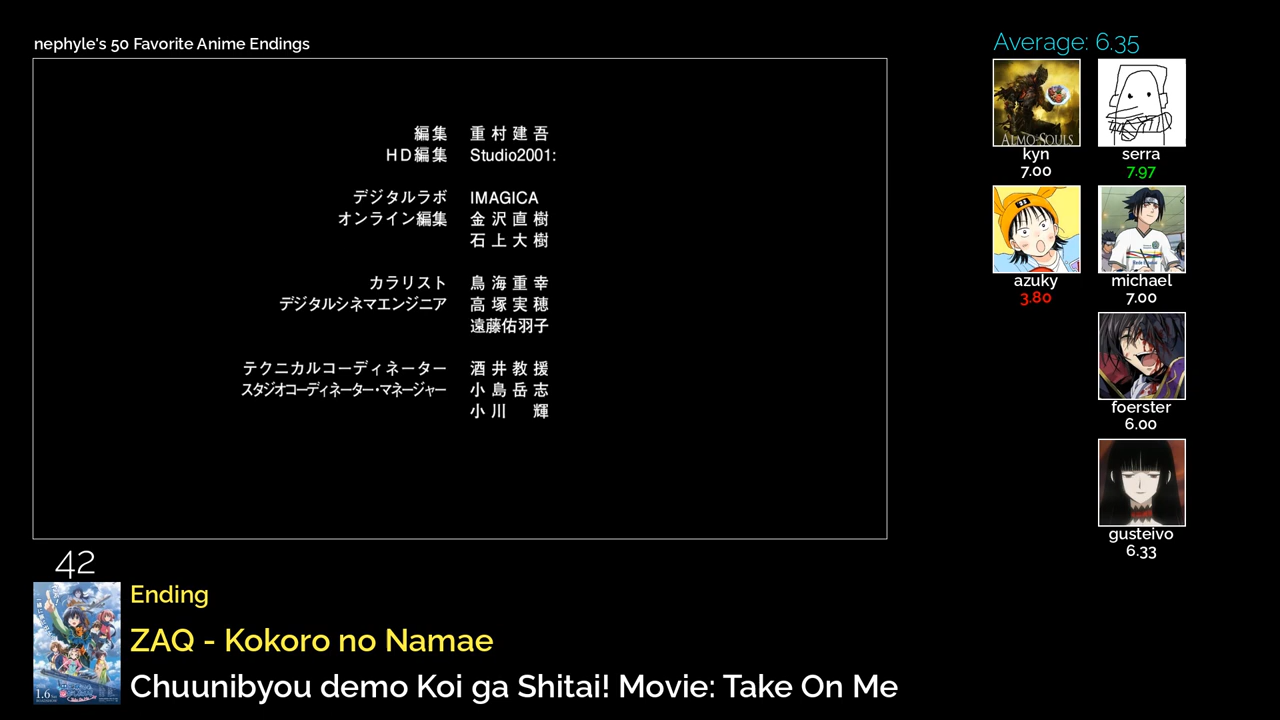 nephyle's 50 Favorite Anime Endings
Average: 6.35
編集 重村建吾
HD編集 Studio2001:
デジタルラボ IMAGICA
オンライン編集 金沢直樹
石上大樹
カラリスト 鳥海重幸
デジタルシネマエンジニア 高塚実穂
遠藤佑羽子
テクニカルコーディネーター 酒井教援
スタジオコーディネーター・マネージャー 小島岳志
小川 輝
ALMO SOULS
kyn
7.00
serra
7.97
azuky
3.80
michael
7.00
foerster
6.00
gusteivo
6.33
42
1.6
Ending
ZAQ - Kokoro no Namae
Chuunibyou demo Koi ga Shitai! Movie: Take On Me